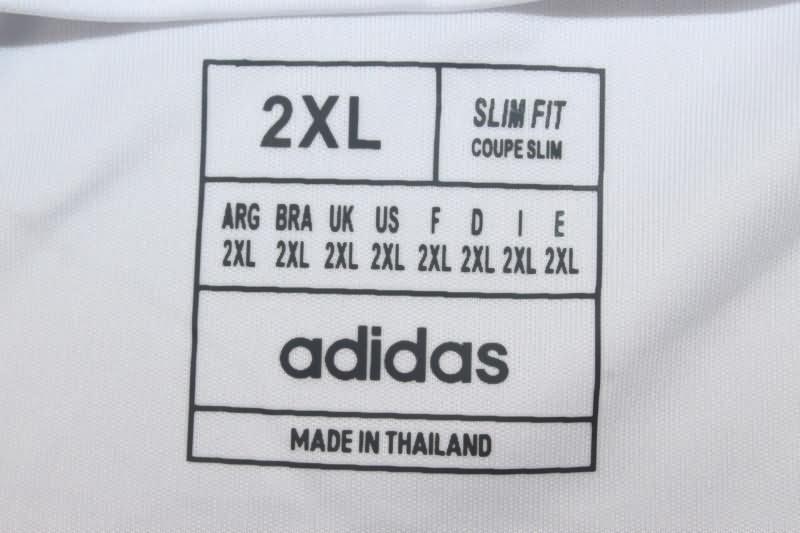 2XL
SLIM FIT
COUPE SLIM
ARG BRA UK US F D I E
2XL 2XL 2XL 2XL 2XL 2XL 2XL 2XL
adidas
MADE IN THAILAND